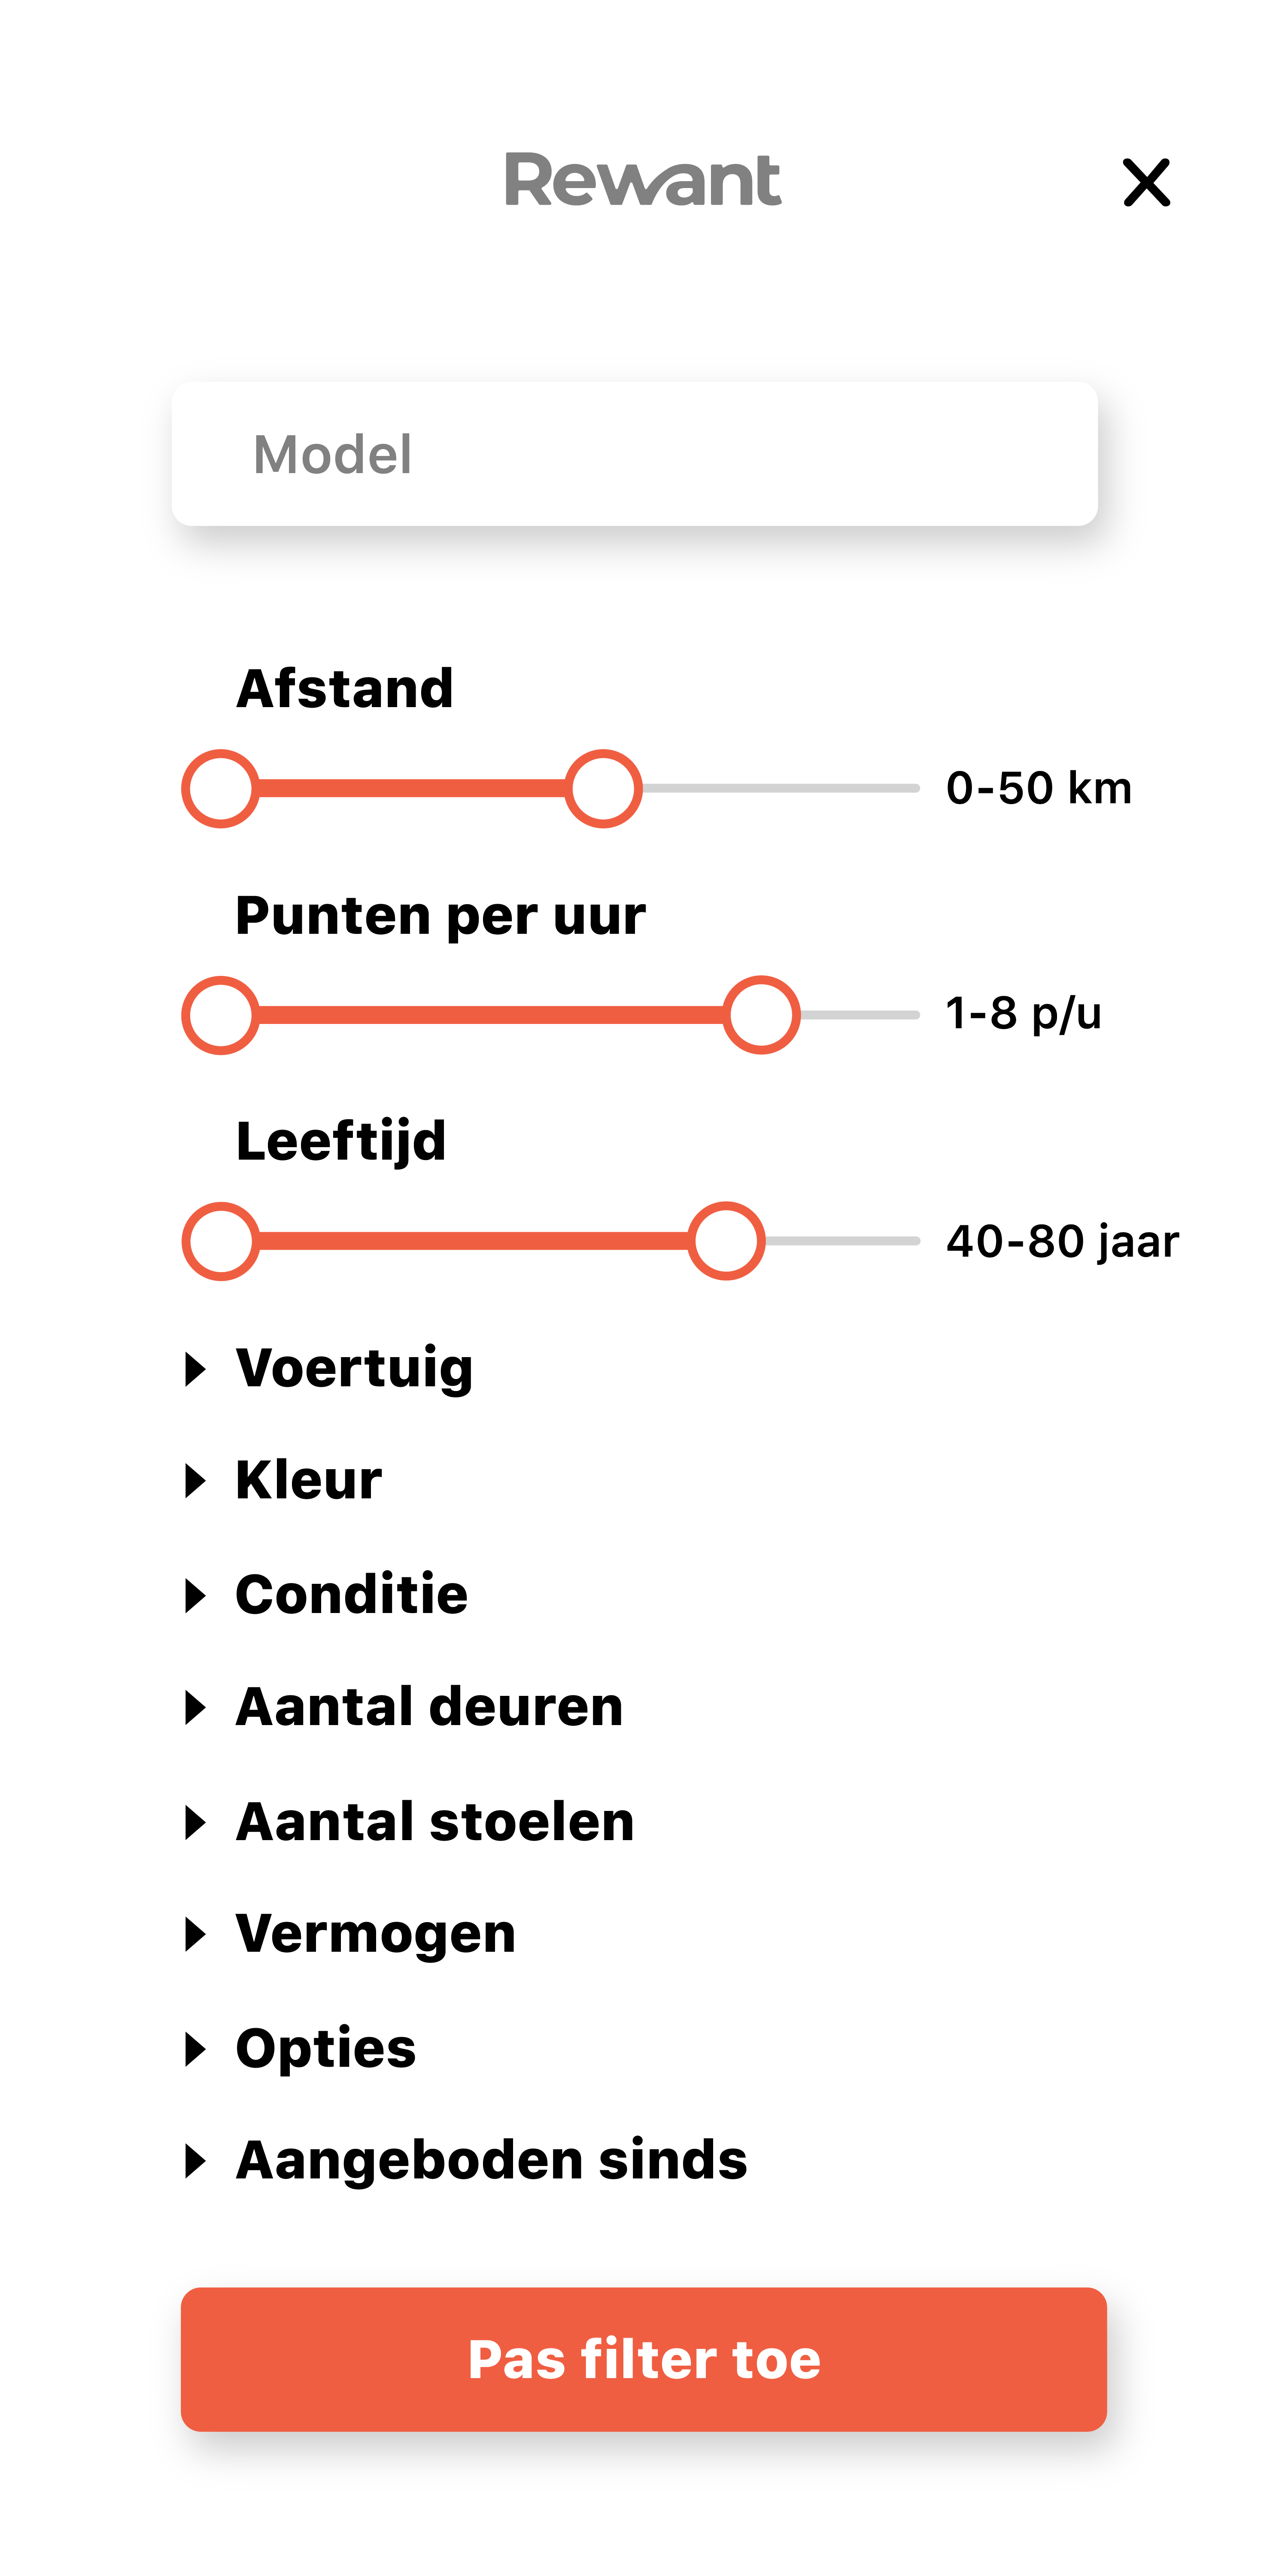 Rewant
Model
Afstand
0-50 km
Punten per uur
1-8 p/u
Leeftijd
40-80 jaar
Voertuig
Kleur
Conditie
Aantal deuren
Aantal stoelen
Vermogen
Opties
Aangeboden sinds
Pas filter toe